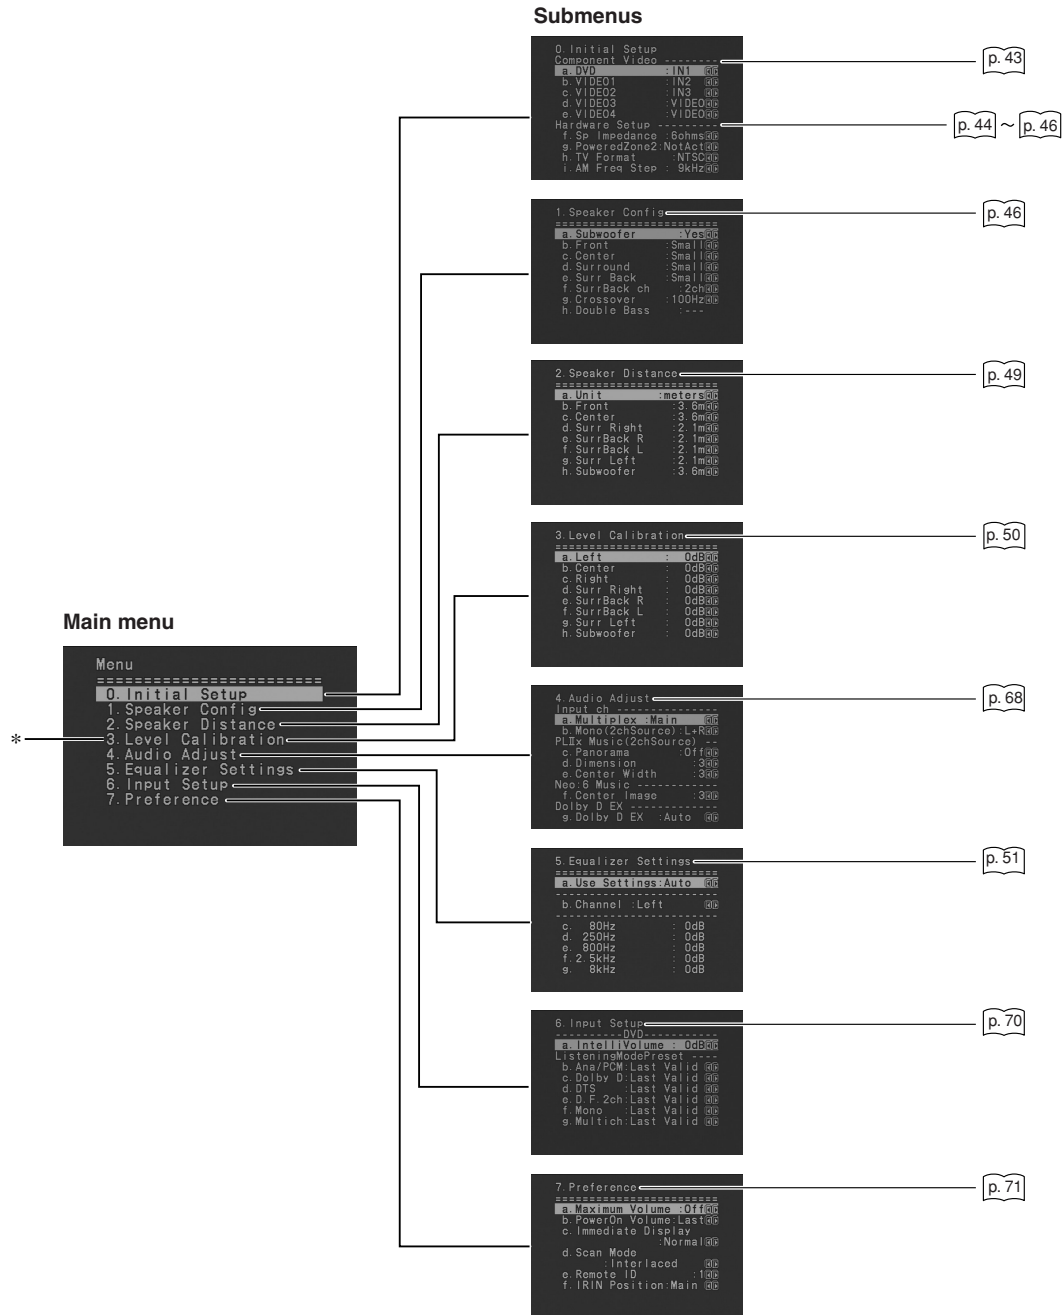 Submenus
0. Initial Setup
Component Video --------
a. DVD :IN1
b. VIDEO1 :IN2
c. VIDEO2 :IN3
d. VIDEO3 :VIDEO
e. VIDEO4 :VIDEO
Hardware Setup ---------
f. Sp Impedance :6ohms
g. PoweredZone2:NotAct
h. TV Format :NTSC
i. AM Freq Step : 9kHz
p. 43
p. 44 ~ p. 46
1. Speaker Config
========================
a. Subwoofer :Yes
b. Front :Small
c. Center :Small
d. Surround :Small
e. Surr Back :Small
f. SurrBack ch :2ch
g. Crossover :100Hz
h. Double Bass :---
p. 46
2. Speaker Distance
========================
a. Unit :meters
b. Front :3.6m
c. Center :3.6m
d. Surr Right :2.1m
e. SurrBack R :2.1m
f. SurrBack L :2.1m
g. Surr Left :2.1m
h. Subwoofer :3.6m
p. 49
3. Level Calibration
========================
a. Left : 0dB
b. Center : 0dB
c. Right : 0dB
d. Surr Right : 0dB
e. SurrBack R : 0dB
f. SurrBack L : 0dB
g. Surr Left : 0dB
h. Subwoofer : 0dB
p. 50
Main menu
Menu
========================
0. Initial Setup
1. Speaker Config
2. Speaker Distance
* 3. Level Calibration
4. Audio Adjust
5. Equalizer Settings
6. Input Setup
7. Preference
4. Audio Adjust
Input ch ---------------
a. Multiplex :Main
b. Mono(2chSource):L+R
PLⅡx Music(2chSource) --
c. Panorama :Off
d. Dimension :3
e. Center Width :3
Neo:6 Music ------------
f. Center Image :3
Dolby D EX -------------
g. Dolby D EX :Auto
p. 68
5. Equalizer Settings
========================
a. Use Settings:Auto
------------------------
b. Channel :Left
------------------------
c. 80Hz : 0dB
d. 250Hz : 0dB
e. 800Hz : 0dB
f. 2.5kHz : 0dB
g. 8kHz : 0dB
p. 51
6. Input Setup
----------DVD-----------
a. IntelliVolume : 0dB
ListeningModePreset ----
b. Ana/PCM:Last Valid
c. Dolby D:Last Valid
d. DTS :Last Valid
e. D.F.2ch:Last Valid
f. Mono :Last Valid
g. Multich:Last Valid
p. 70
7. Preference
========================
a. Maximum Volume :Off
b. PowerOn Volume:Last
c. Immediate Display
:Normal
d. Scan Mode
:Interlaced
e. Remote ID :1
f. IRIN Position:Main
p. 71